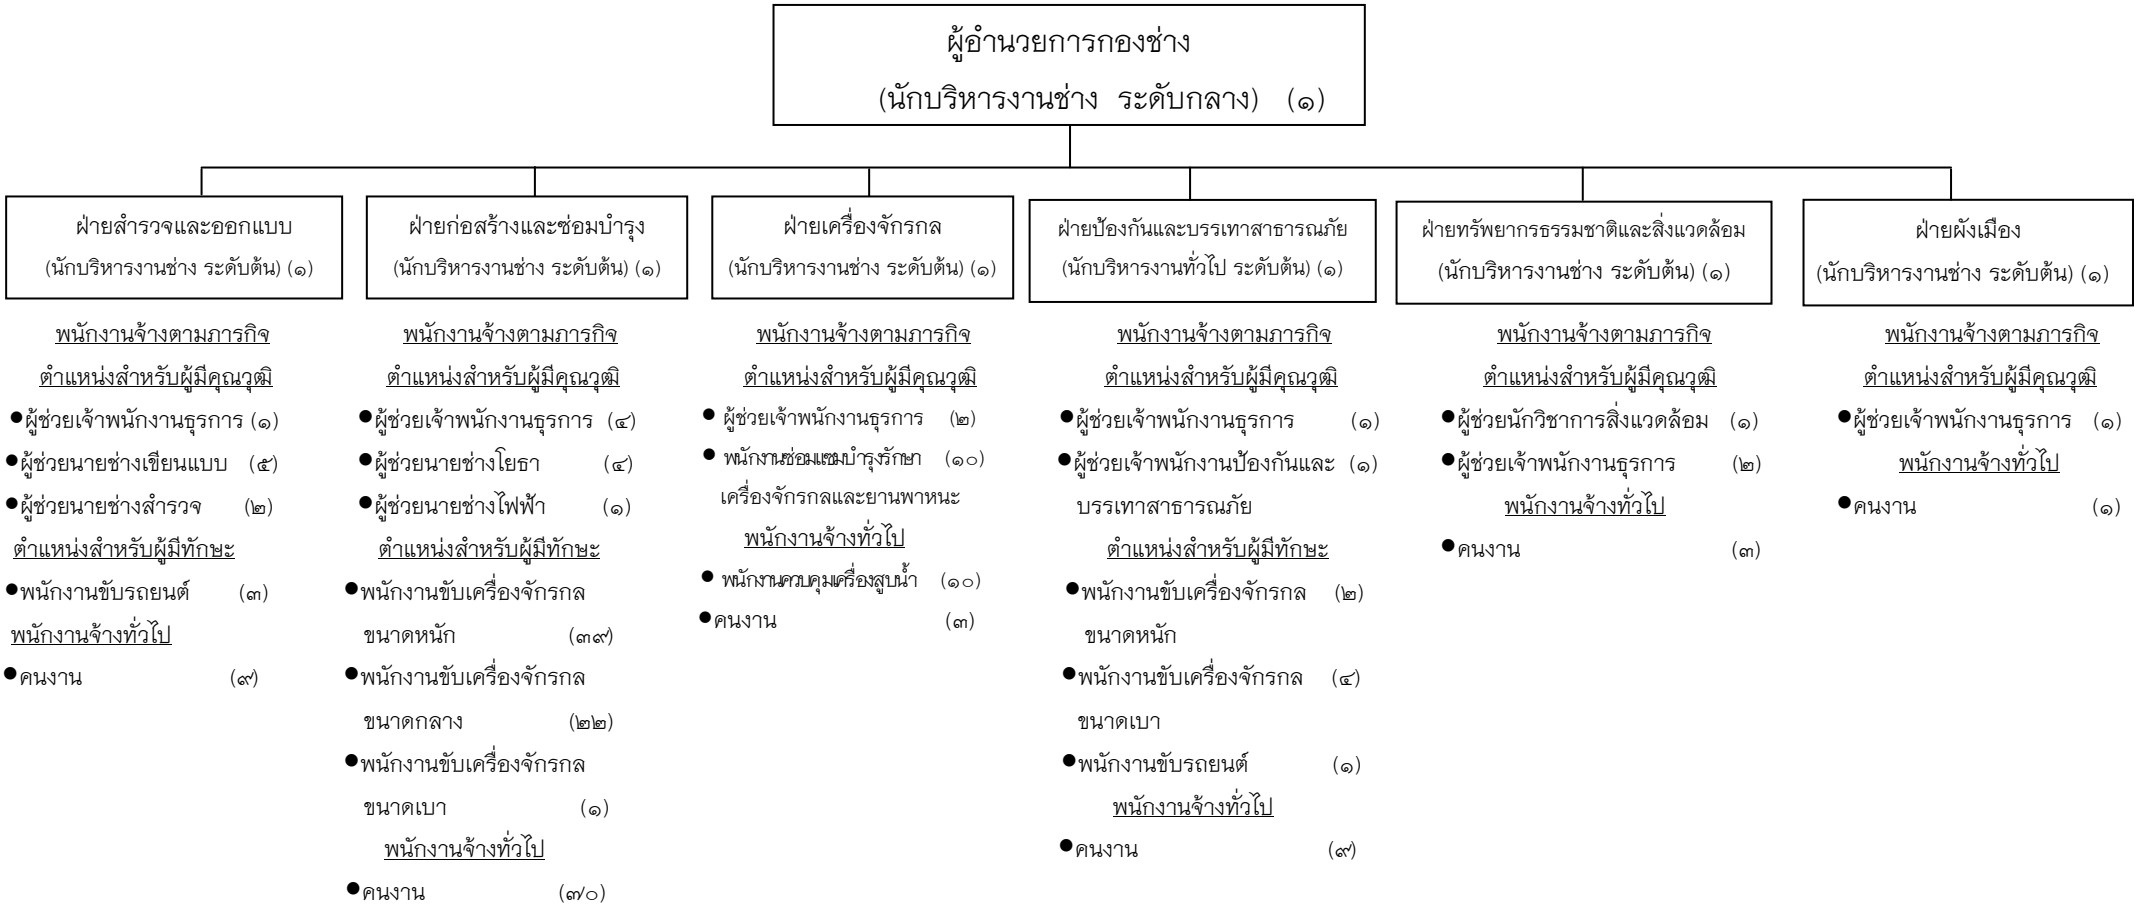 ผู้อำนวยการกองช่าง
(นักบริหารงานช่าง ระดับกลาง) (๑)
ฝ่ายสำรวจและออกแบบ
(นักบริหารงานช่าง ระดับต้น) (๑)
พนักงานจ้างตามภารกิจ
ตำแหน่งสำหรับผู้มีคุณวุฒิ
●ผู้ช่วยเจ้าพนักงานธุรการ (๑)
●ผู้ช่วยนายช่างเขียนแบบ (๕)
●ผู้ช่วยนายช่างสำรวจ (๒)
ตำแหน่งสำหรับผู้มีทักษะ
●พนักงานขับรถยนต์ (๓)
พนักงานจ้างทั่วไป
●คนงาน (๙)
ฝ่ายก่อสร้างและซ่อมบำรุง
(นักบริหารงานช่าง ระดับต้น) (๑)
พนักงานจ้างตามภารกิจ
ตำแหน่งสำหรับผู้มีคุณวุฒิ
●ผู้ช่วยเจ้าพนักงานธุรการ (๔)
●ผู้ช่วยนายช่างโยธา (๔)
●ผู้ช่วยนายช่างไฟฟ้า (๑)
ตำแหน่งสำหรับผู้มีทักษะ
●พนักงานขับเครื่องจักรกล
ขนาดหนัก (๓๙)
●พนักงานขับเครื่องจักรกล
ขนาดกลาง (๒๒)
●พนักงานขับเครื่องจักรกล
ขนาดเบา (๑)
พนักงานจ้างทั่วไป
●คนงาน (๗๐)
ฝ่ายเครื่องจักรกล
(นักบริหารงานช่าง ระดับต้น) (๑)
พนักงานจ้างตามภารกิจ
ตำแหน่งสำหรับผู้มีคุณวุฒิ
● ผู้ช่วยเจ้าพนักงานธุรการ (๒)
● พนักงานซ่อมแซมบำรุงรักษา (๑๐)
เครื่องจักรกลและยานพาหนะ
พนักงานจ้างทั่วไป
● พนักงานควบคุมเครื่องสูบน้ำ (๑๐)
●คนงาน (๓)
ฝ่ายป้องกันและบรรเทาสาธารณภัย
(นักบริหารงานทั่วไป ระดับต้น) (๑)
พนักงานจ้างตามภารกิจ
ตำแหน่งสำหรับผู้มีคุณวุฒิ
●ผู้ช่วยเจ้าพนักงานธุรการ (๑)
●ผู้ช่วยเจ้าพนักงานป้องกันและ (๑)
บรรเทาสาธารณภัย
ตำแหน่งสำหรับผู้มีทักษะ
●พนักงานขับเครื่องจักรกล (๒)
ขนาดหนัก
●พนักงานขับเครื่องจักรกล (๔)
ขนาดเบา
●พนักงานขับรถยนต์ (๑)
พนักงานจ้างทั่วไป
●คนงาน (๙)
ฝ่ายทรัพยากรธรรมชาติและสิ่งแวดล้อม
(นักบริหารงานช่าง ระดับต้น) (๑)
พนักงานจ้างตามภารกิจ
ตำแหน่งสำหรับผู้มีคุณวุฒิ
●ผู้ช่วยนักวิชาการสิ่งแวดล้อม (๑)
●ผู้ช่วยเจ้าพนักงานธุรการ (๒)
พนักงานจ้างทั่วไป
●คนงาน (๓)
ฝ่ายผังเมือง
(นักบริหารงานช่าง ระดับต้น) (๑)
พนักงานจ้างตามภารกิจ
ตำแหน่งสำหรับผู้มีคุณวุฒิ
●ผู้ช่วยเจ้าพนักงานธุรการ (๑)
พนักงานจ้างทั่วไป
●คนงาน (๑)